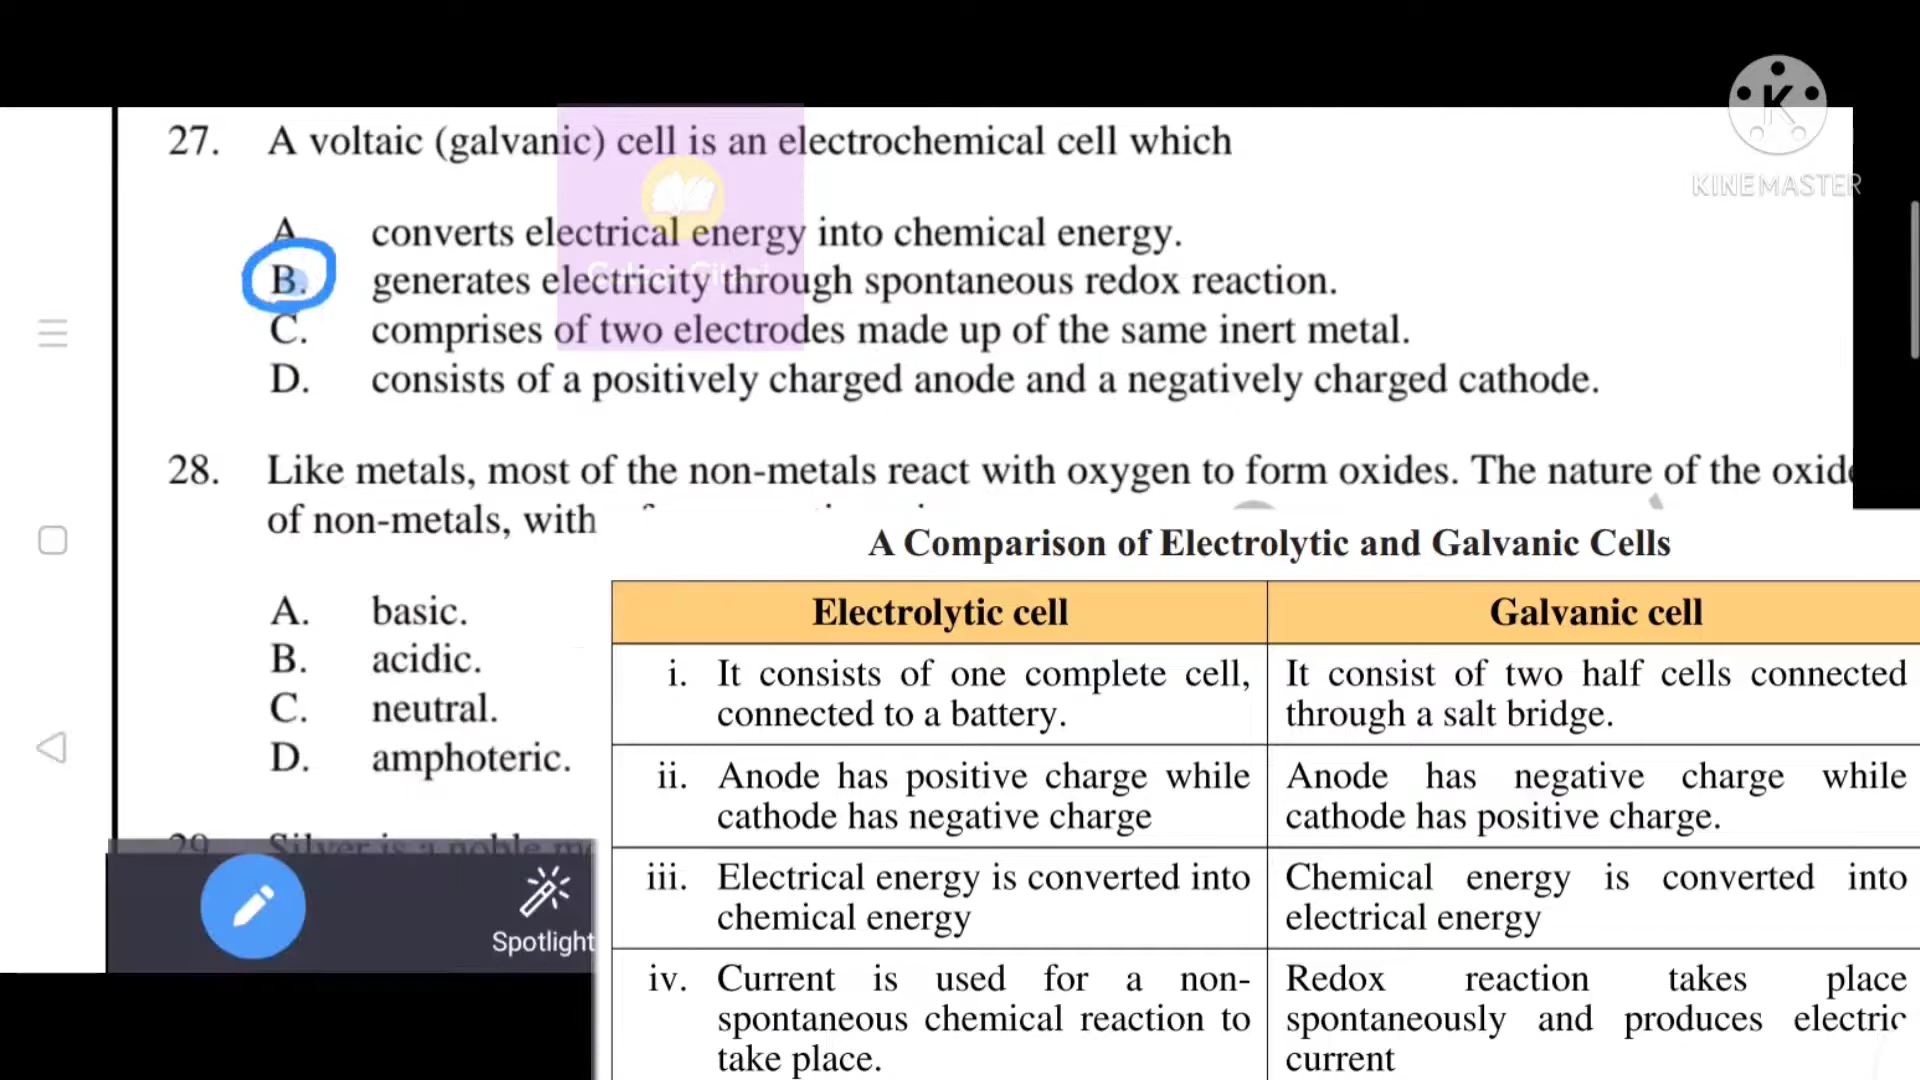 K
KINEMASTER
27. A voltaic (galvanic) cell is an electrochemical cell which
A converts electrical energy into chemical energy.
B. generates electricity through spontaneous redox reaction.
C. comprises of two electrodes made up of the same inert metal.
D. consists of a positively charged anode and a negatively charged cathode.
28. Like metals, most of the non-metals react with oxygen to form oxides. The nature of the oxide
of non-metals, with
A. basic.
B. acidic.
C. neutral.
D. amphoteric.
29 Silver is a noble
Spotlight
A Comparison of Electrolytic and Galvanic Cells
Electrolytic cell Galvanic cell
i. It consists of one complete cell, It consist of two half cells connected
connected to a battery. through a salt bridge.
ii. Anode has positive charge while Anode has negative charge while
cathode has negative charge cathode has positive charge.
iii. Electrical energy is converted into Chemical energy is converted into
chemical energy electrical energy
iv. Current is used for a non- Redox reaction takes place
spontaneous chemical reaction to spontaneously and produces electric
take place. current